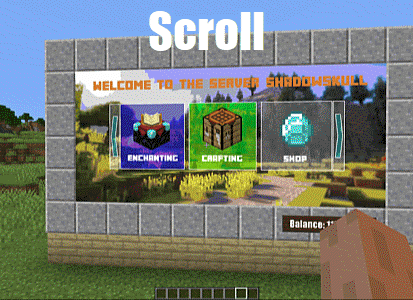 Scroll
WELCOME TO THE SERVER SHADOWSKULL
ENCHANTING
CRAFTING
SHOP
Balance: